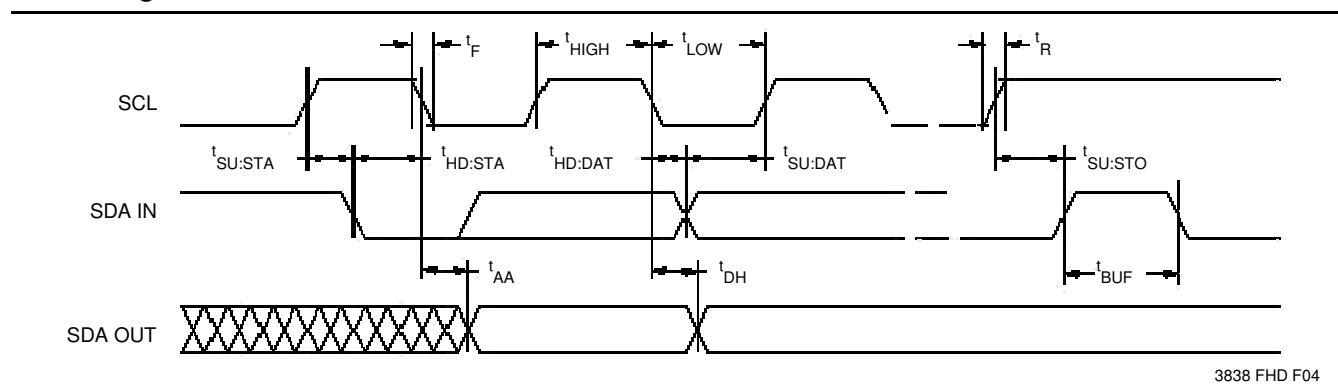 tF
tHIGH
tLOW
tR
SCL
tSU:STA
tHD:STA
tHD:DAT
tSU:DAT
tSU:STO
SDA IN
tAA
tDH
tBUF
SDA OUT
3838 FHD F04